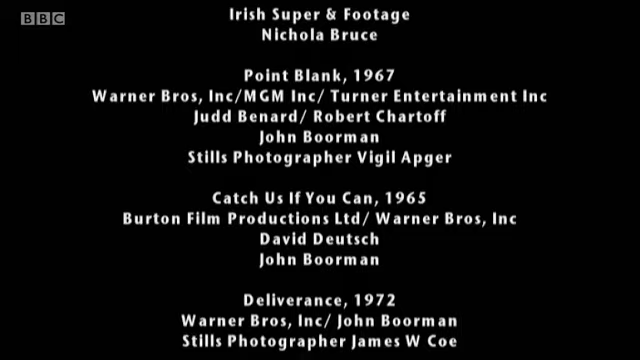 BBC
Irish Super & Footage
Nichola Bruce
Point Blank, 1967
Warner Bros, Inc/MGM Inc/ Turner Entertainment Inc
Judd Benard/ Robert Chartoff
John Boorman
Stills Photographer Vigil Apger
Catch Us If You Can, 1965
Burton Film Productions Ltd/ Warner Bros, Inc
David Deutsch
John Boorman
Deliverance, 1972
Warner Bros, Inc/ John Boorman
Stills Photographer James W Coe